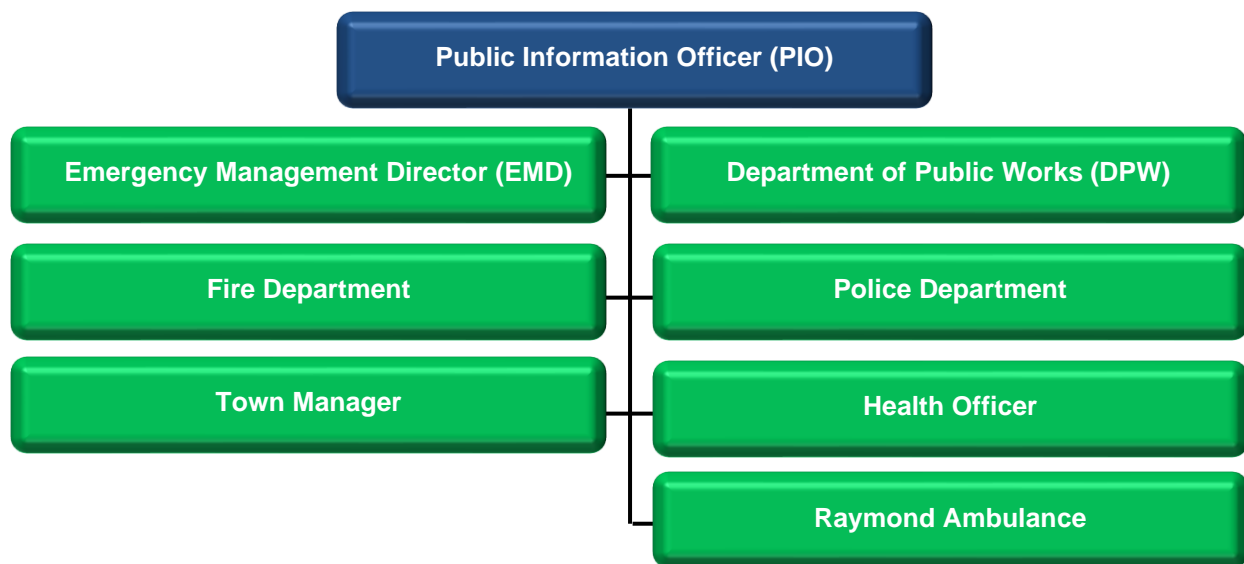 Public Information Officer (PIO)
Emergency Management Director (EMD)
Department of Public Works (DPW)
Fire Department
Police Department
Town Manager
Health Officer
Raymond Ambulance